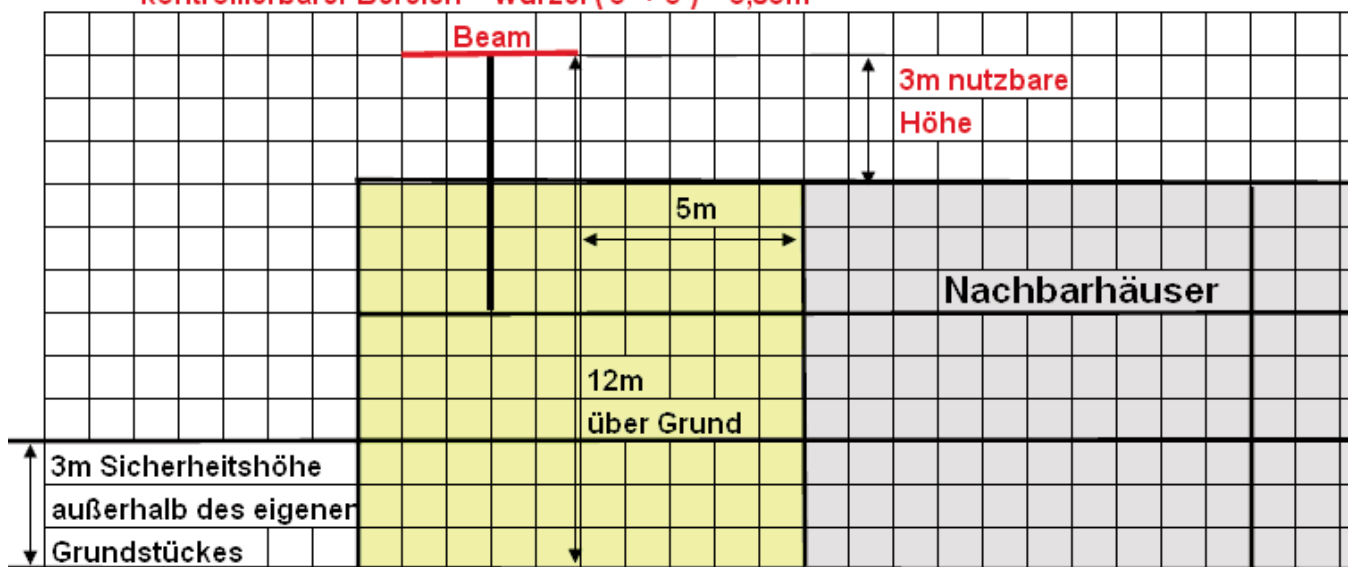 Beam
3m nutzbare
Höhe
5m
Nachbarhäuser
12m
über Grund
3m Sicherheitshöhe
außerhalb des eigenen
Grundstückes